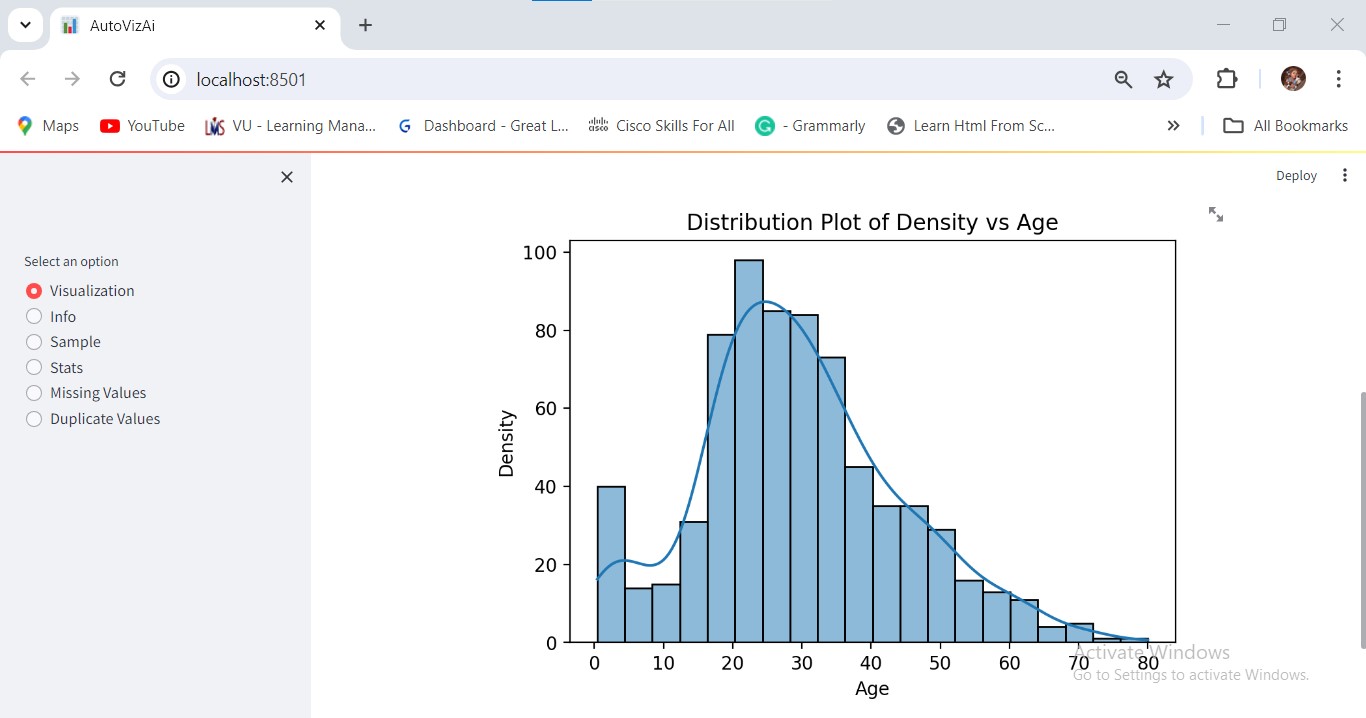 AutoVizAi
localhost:8501
Maps
YouTube
VU - Learning Mana...
G Dashboard - Great L...
cisco Cisco Skills For All
G - Grammarly
Learn Html From Sc...
All Bookmarks
Deploy
Select an option
Visualization
Info
Sample
Stats
Missing Values
Duplicate Values
Distribution Plot of Density vs Age
100
80
60
40
20
0
Density
0 10 20 30 40 50 60 70 80
Age
Activate Windows
Go to Settings to activate Windows.